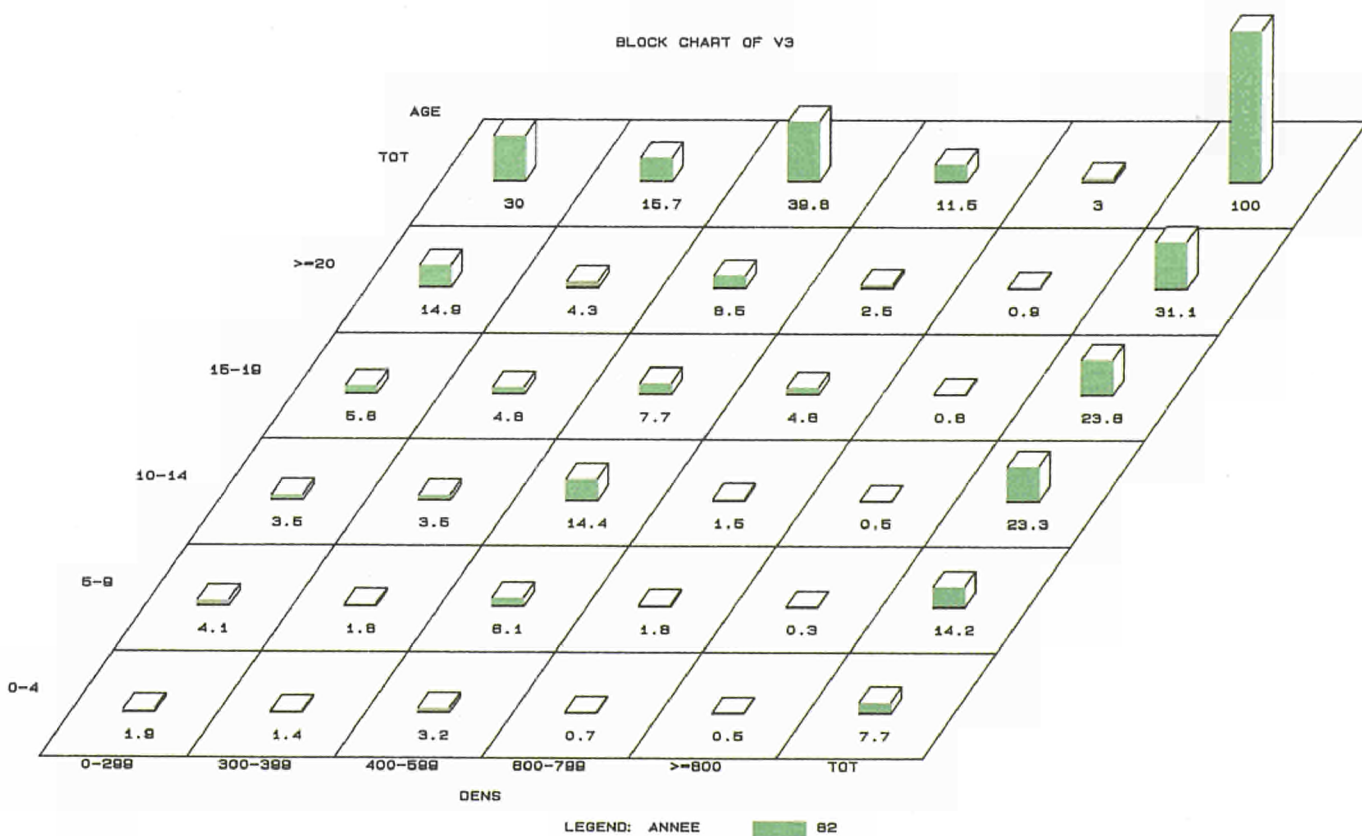 BLOCK CHART OF V3
AGE
TOT
30 15.7 39.8 11.5 3 100
>=20
14.9 4.3 8.5 2.5 0.9 31.1
15-19
5.6 4.8 7.7 4.8 0.8 23.8
10-14
3.5 3.5 14.4 1.5 0.5 23.3
5-9
4.1 1.8 6.1 1.8 0.3 14.2
0-4
1.9 1.4 3.2 0.7 0.5 7.7
0-299 300-399 400-599 600-799 >=800 TOT
DENS
LEGEND: ANNEE 82